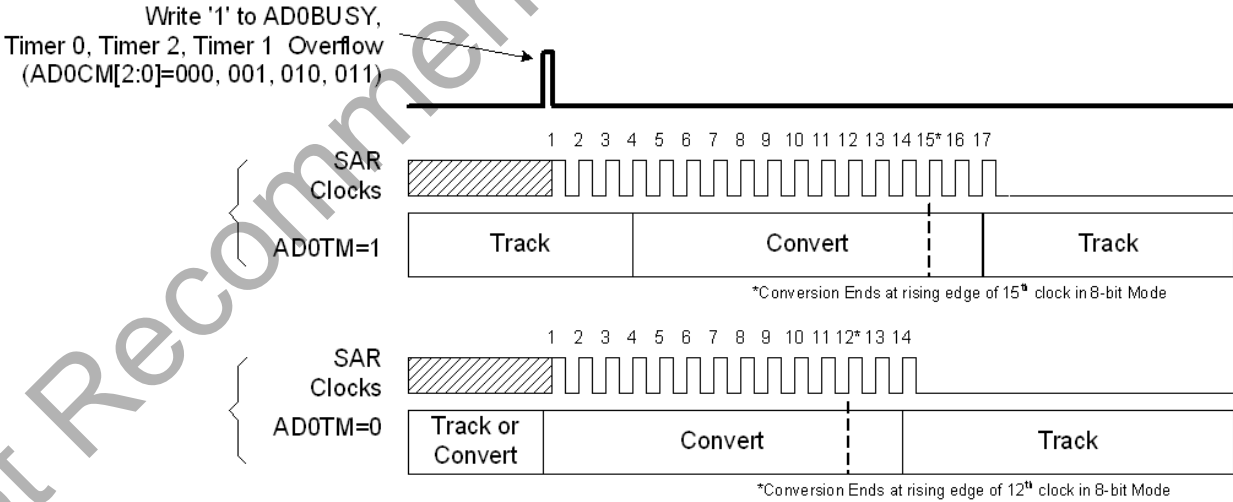 Write '1' to AD0BUSY,
Timer 0, Timer 2, Timer 1 Overflow
(AD0CM[2:0]=000, 001, 010, 011)
1 2 3 4 5 6 7 8 9 10 11 12 13 14 15* 16 17
SAR
Clocks
AD0TM=1
Track
Convert
Track
*Conversion Ends at rising edge of 15th clock in 8-bit Mode
1 2 3 4 5 6 7 8 9 10 11 12* 13 14
SAR
Clocks
AD0TM=0
Track or
Convert
Convert
Track
*Conversion Ends at rising edge of 12th clock in 8-bit Mode